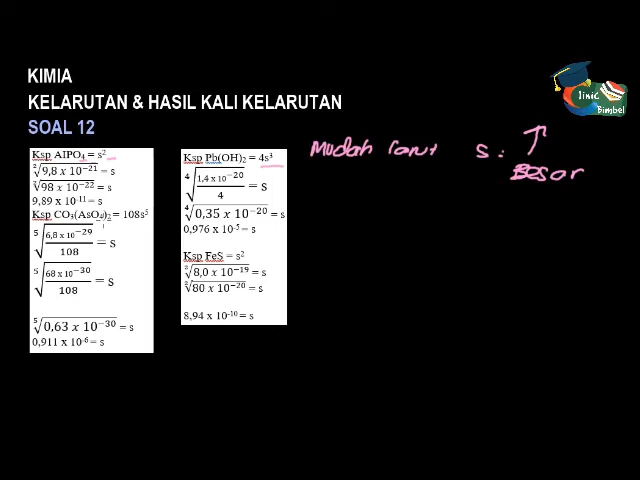 KIMIA
KELARUTAN & HASIL KALI KELARUTAN
SOAL 12
Klinic
Bimbel
Mudah larut s : ↑
Besar
Ksp AIPO₄ = s²
²√9,8 x 10⁻²¹ = s
²√98 x 10⁻²² = s
9,89 x 10⁻¹¹ = s
Ksp CO₃(AsO₄)₂ = 108s⁵
⁵√(6,8 x 10⁻²⁹ / 108) = s
⁵√(68 x 10⁻³⁰ / 108) = s
⁵√0,63 x 10⁻³⁰ = s
0,911 x 10⁻⁶ = s
Ksp Pb(OH)₂ = 4s³
⁴√(1,4 x 10⁻²⁰ / 4) = s
⁴√0,35 x 10⁻²⁰ = s
0,976 x 10⁻⁵ = s
Ksp FeS = s²
²√8,0 x 10⁻¹⁹ = s
²√80 x 10⁻²⁰ = s
8,94 x 10⁻¹⁰ = s